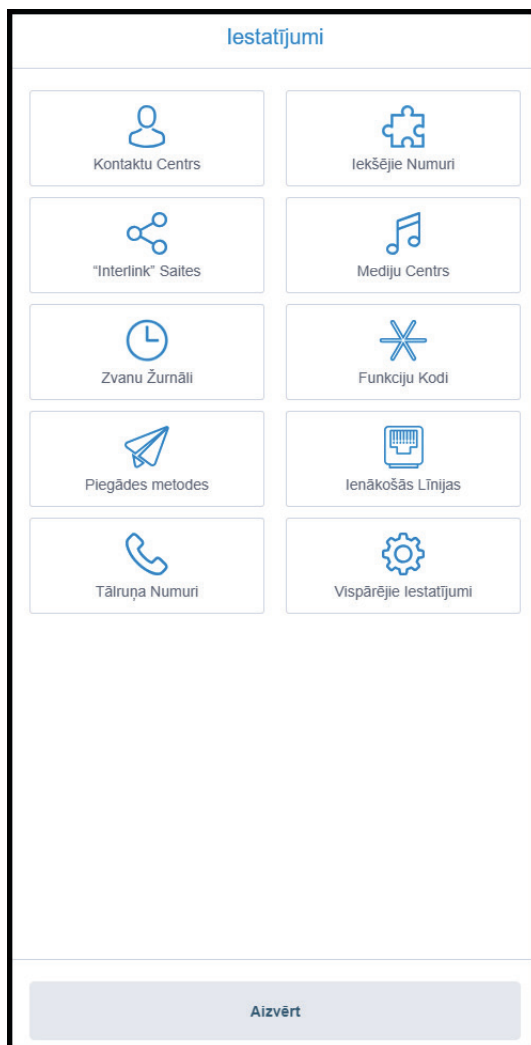 Iestatījumi
Kontaktu Centrs
Iekšējie Numuri
“Interlink” Saites
Mediju Centrs
Zvanu Žurnāli
Funkciju Kodi
Piegādes metodes
Ienākošās Līnijas
Tālruņa Numuri
Vispārējie Iestatījumi
Aizvērt